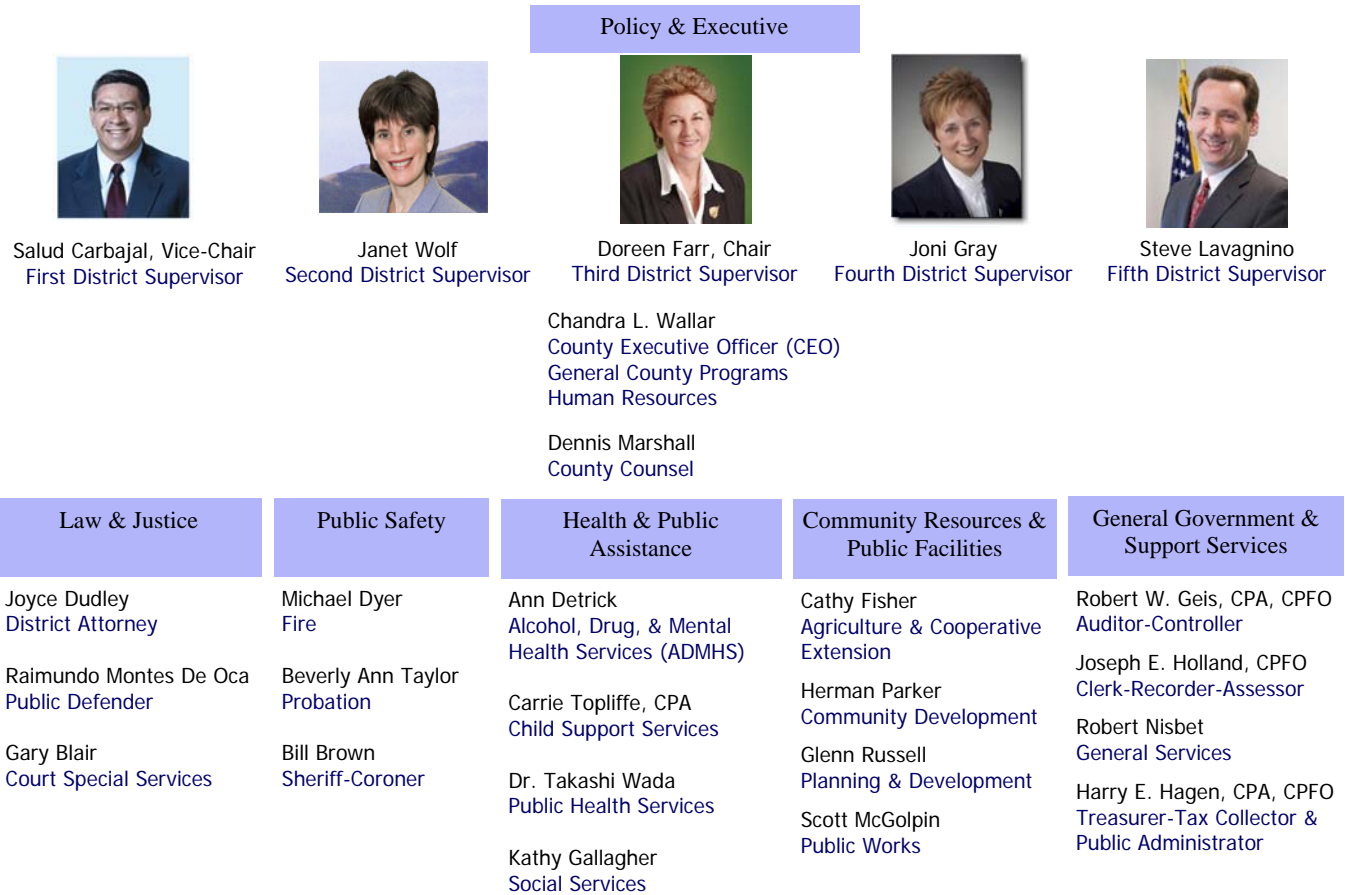 Policy & Executive
Salud Carbajal, Vice-Chair
First District Supervisor
Janet Wolf
Second District Supervisor
Doreen Farr, Chair
Third District Supervisor
Joni Gray
Fourth District Supervisor
Steve Lavagnino
Fifth District Supervisor
Chandra L. Wallar
County Executive Officer (CEO)
General County Programs
Human Resources
Dennis Marshall
County Counsel
Law & Justice
Joyce Dudley
District Attorney
Raimundo Montes De Oca
Public Defender
Gary Blair
Court Special Services
Public Safety
Michael Dyer
Fire
Beverly Ann Taylor
Probation
Bill Brown
Sheriff-Coroner
Health & Public
Assistance
Ann Detrick
Alcohol, Drug, & Mental
Health Services (ADMHS)
Carrie Topliffe, CPA
Child Support Services
Dr. Takashi Wada
Public Health Services
Kathy Gallagher
Social Services
Community Resources &
Public Facilities
Cathy Fisher
Agriculture & Cooperative
Extension
Herman Parker
Community Development
Glenn Russell
Planning & Development
Scott McGolpin
Public Works
General Government &
Support Services
Robert W. Geis, CPA, CPFO
Auditor-Controller
Joseph E. Holland, CPFO
Clerk-Recorder-Assessor
Robert Nisbet
General Services
Harry E. Hagen, CPA, CPFO
Treasurer-Tax Collector &
Public Administrator